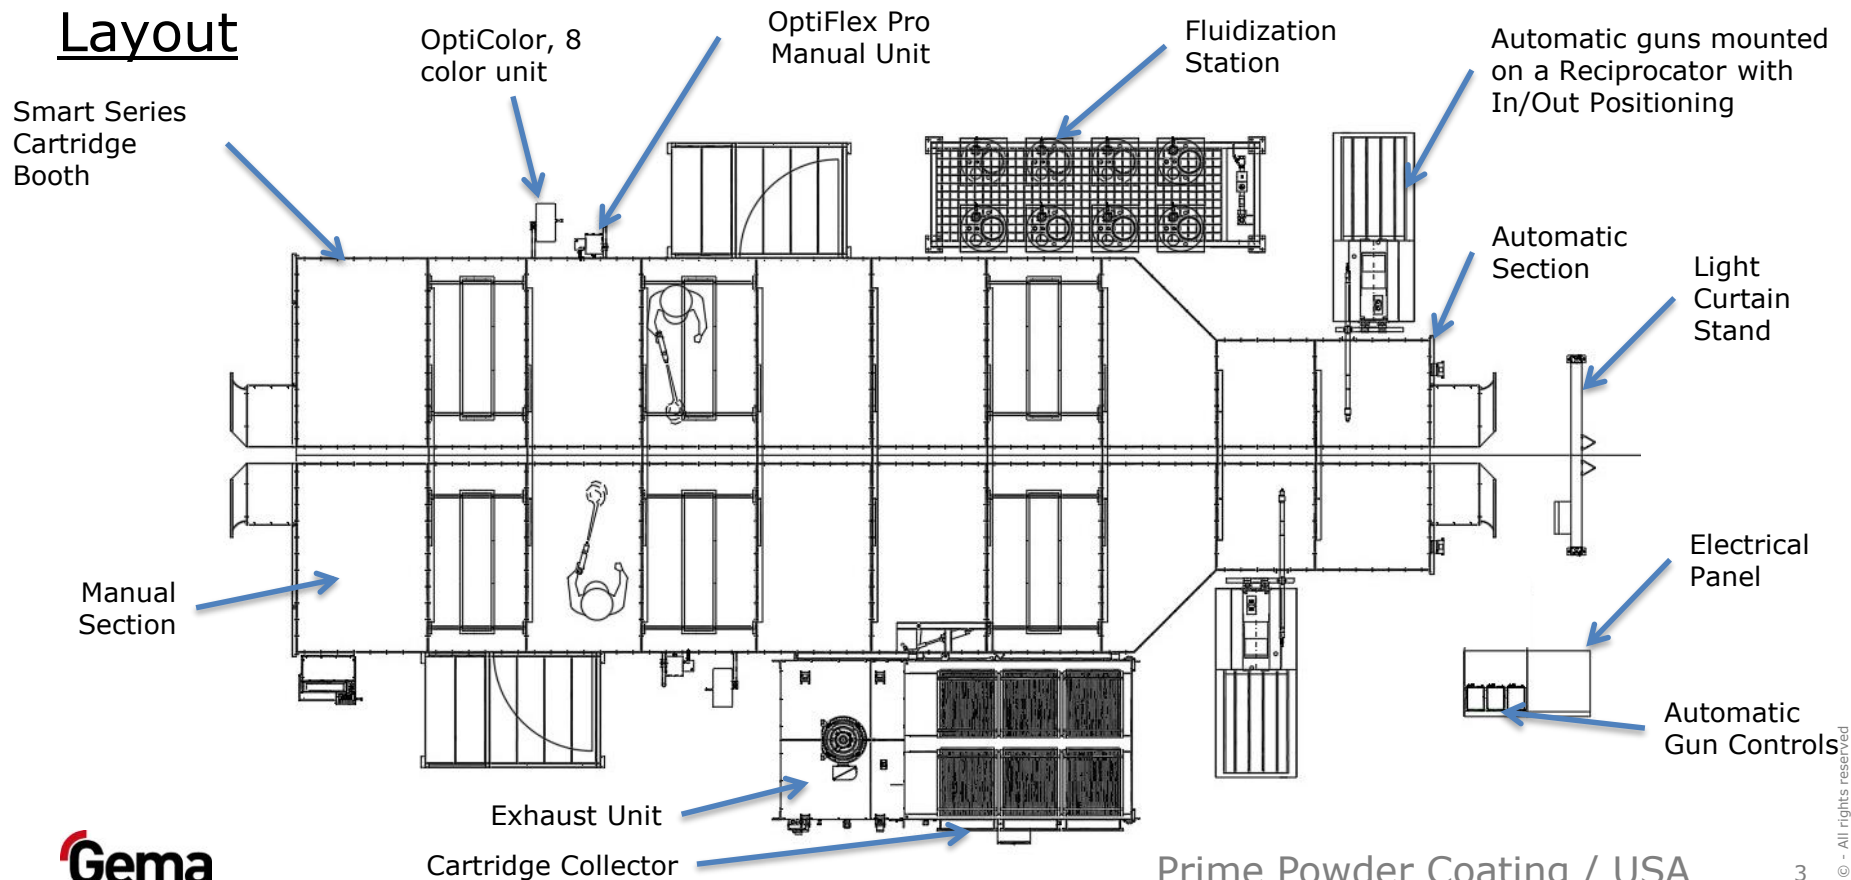 Layout
OptiColor, 8
color unit
OptiFlex Pro
Manual Unit
Fluidization
Station
Automatic guns mounted
on a Reciprocator with
In/Out Positioning
Smart Series
Cartridge
Booth
Automatic
Section
Light
Curtain
Stand
Manual
Section
Electrical
Panel
Automatic
Gun Controls
Exhaust Unit
Cartridge Collector
Gema
Prime Powder Coating / USA
3
© - All rights reserved